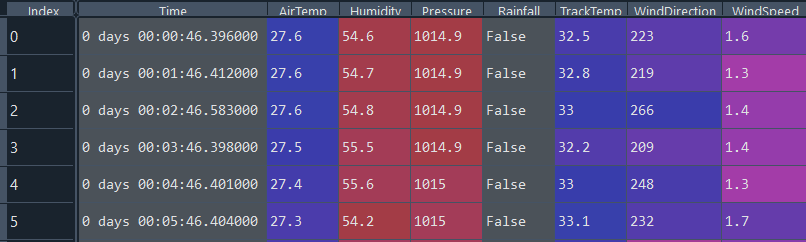 Index Time AirTemp Humidity Pressure Rainfall TrackTemp WindDirection WindSpeed
0 0 days 00:00:46.396000 27.6 54.6 1014.9 False 32.5 223 1.6
1 0 days 00:01:46.412000 27.6 54.7 1014.9 False 32.8 219 1.3
2 0 days 00:02:46.583000 27.6 54.8 1014.9 False 33 266 1.4
3 0 days 00:03:46.398000 27.5 55.5 1014.9 False 32.2 209 1.4
4 0 days 00:04:46.401000 27.4 55.6 1015 False 33 248 1.3
5 0 days 00:05:46.404000 27.3 54.2 1015 False 33.1 232 1.7